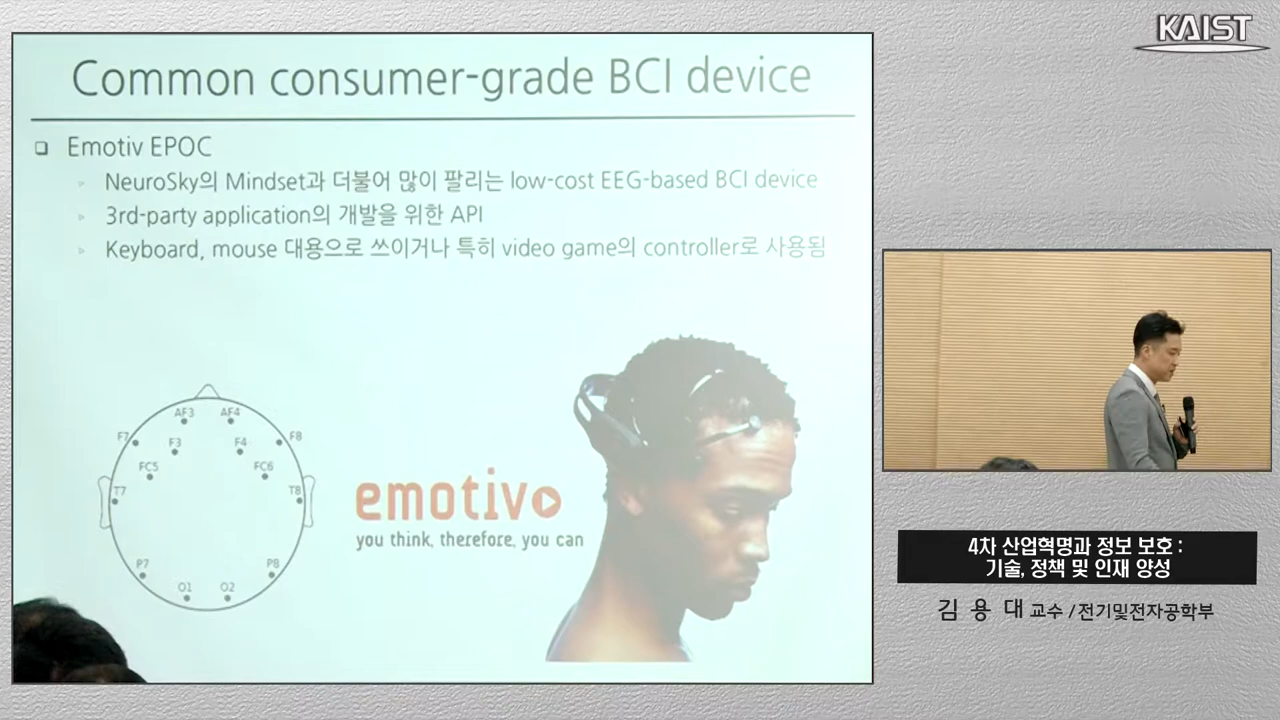 KAIST
Common consumer-grade BCI device
Emotiv EPOC
NeuroSky의 Mindset과 더불어 많이 팔리는 low-cost EEG-based BCI device
3rd-party application의 개발을 위한 API
Keyboard, mouse 대용으로 쓰이거나 특히 video game의 controller로 사용됨
AF3 AF4
F7 F3 F4 F8
FC5 FC6
T7 T8
P7 P8
O1 O2
emotiv
you think, therefore, you can
4차 산업혁명과 정보 보호 :
기술, 정책 및 인재 양성
김 용 대 교수 / 전기및전자공학부